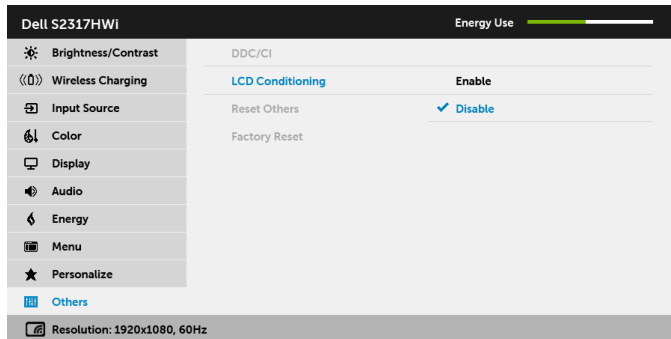 Dell S2317HWi Energy Use
Brightness/Contrast DDC/CI
Wireless Charging LCD Conditioning Enable
Input Source Reset Others Disable
Color Factory Reset
Display
Audio
Energy
Menu
Personalize
Others
Resolution: 1920x1080, 60Hz